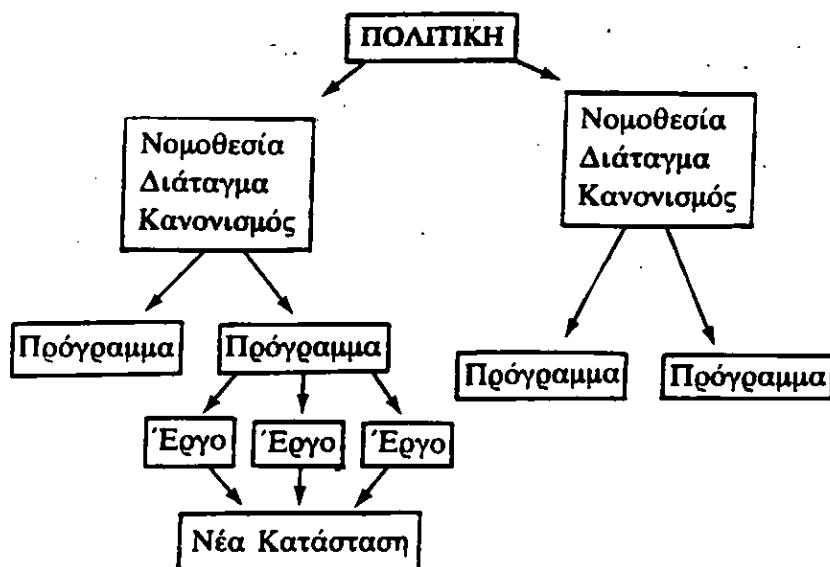 ΠΟΛΙΤΙΚΗ
Νομοθεσία
Διάταγμα
Κανονισμός
Νομοθεσία
Διάταγμα
Κανονισμός
Πρόγραμμα
Πρόγραμμα
Πρόγραμμα
Πρόγραμμα
Έργο
Έργο
Έργο
Νέα Κατάσταση